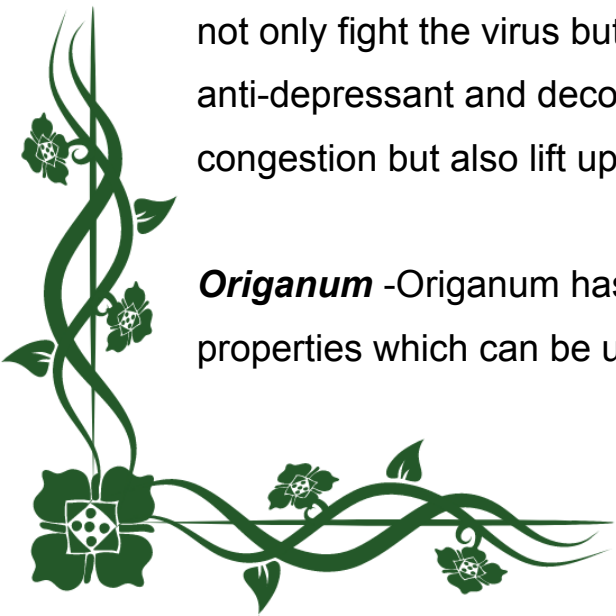 not only fight the virus but
anti-depressant and deco
congestion but also lift up
Origanum -Origanum has
properties which can be u